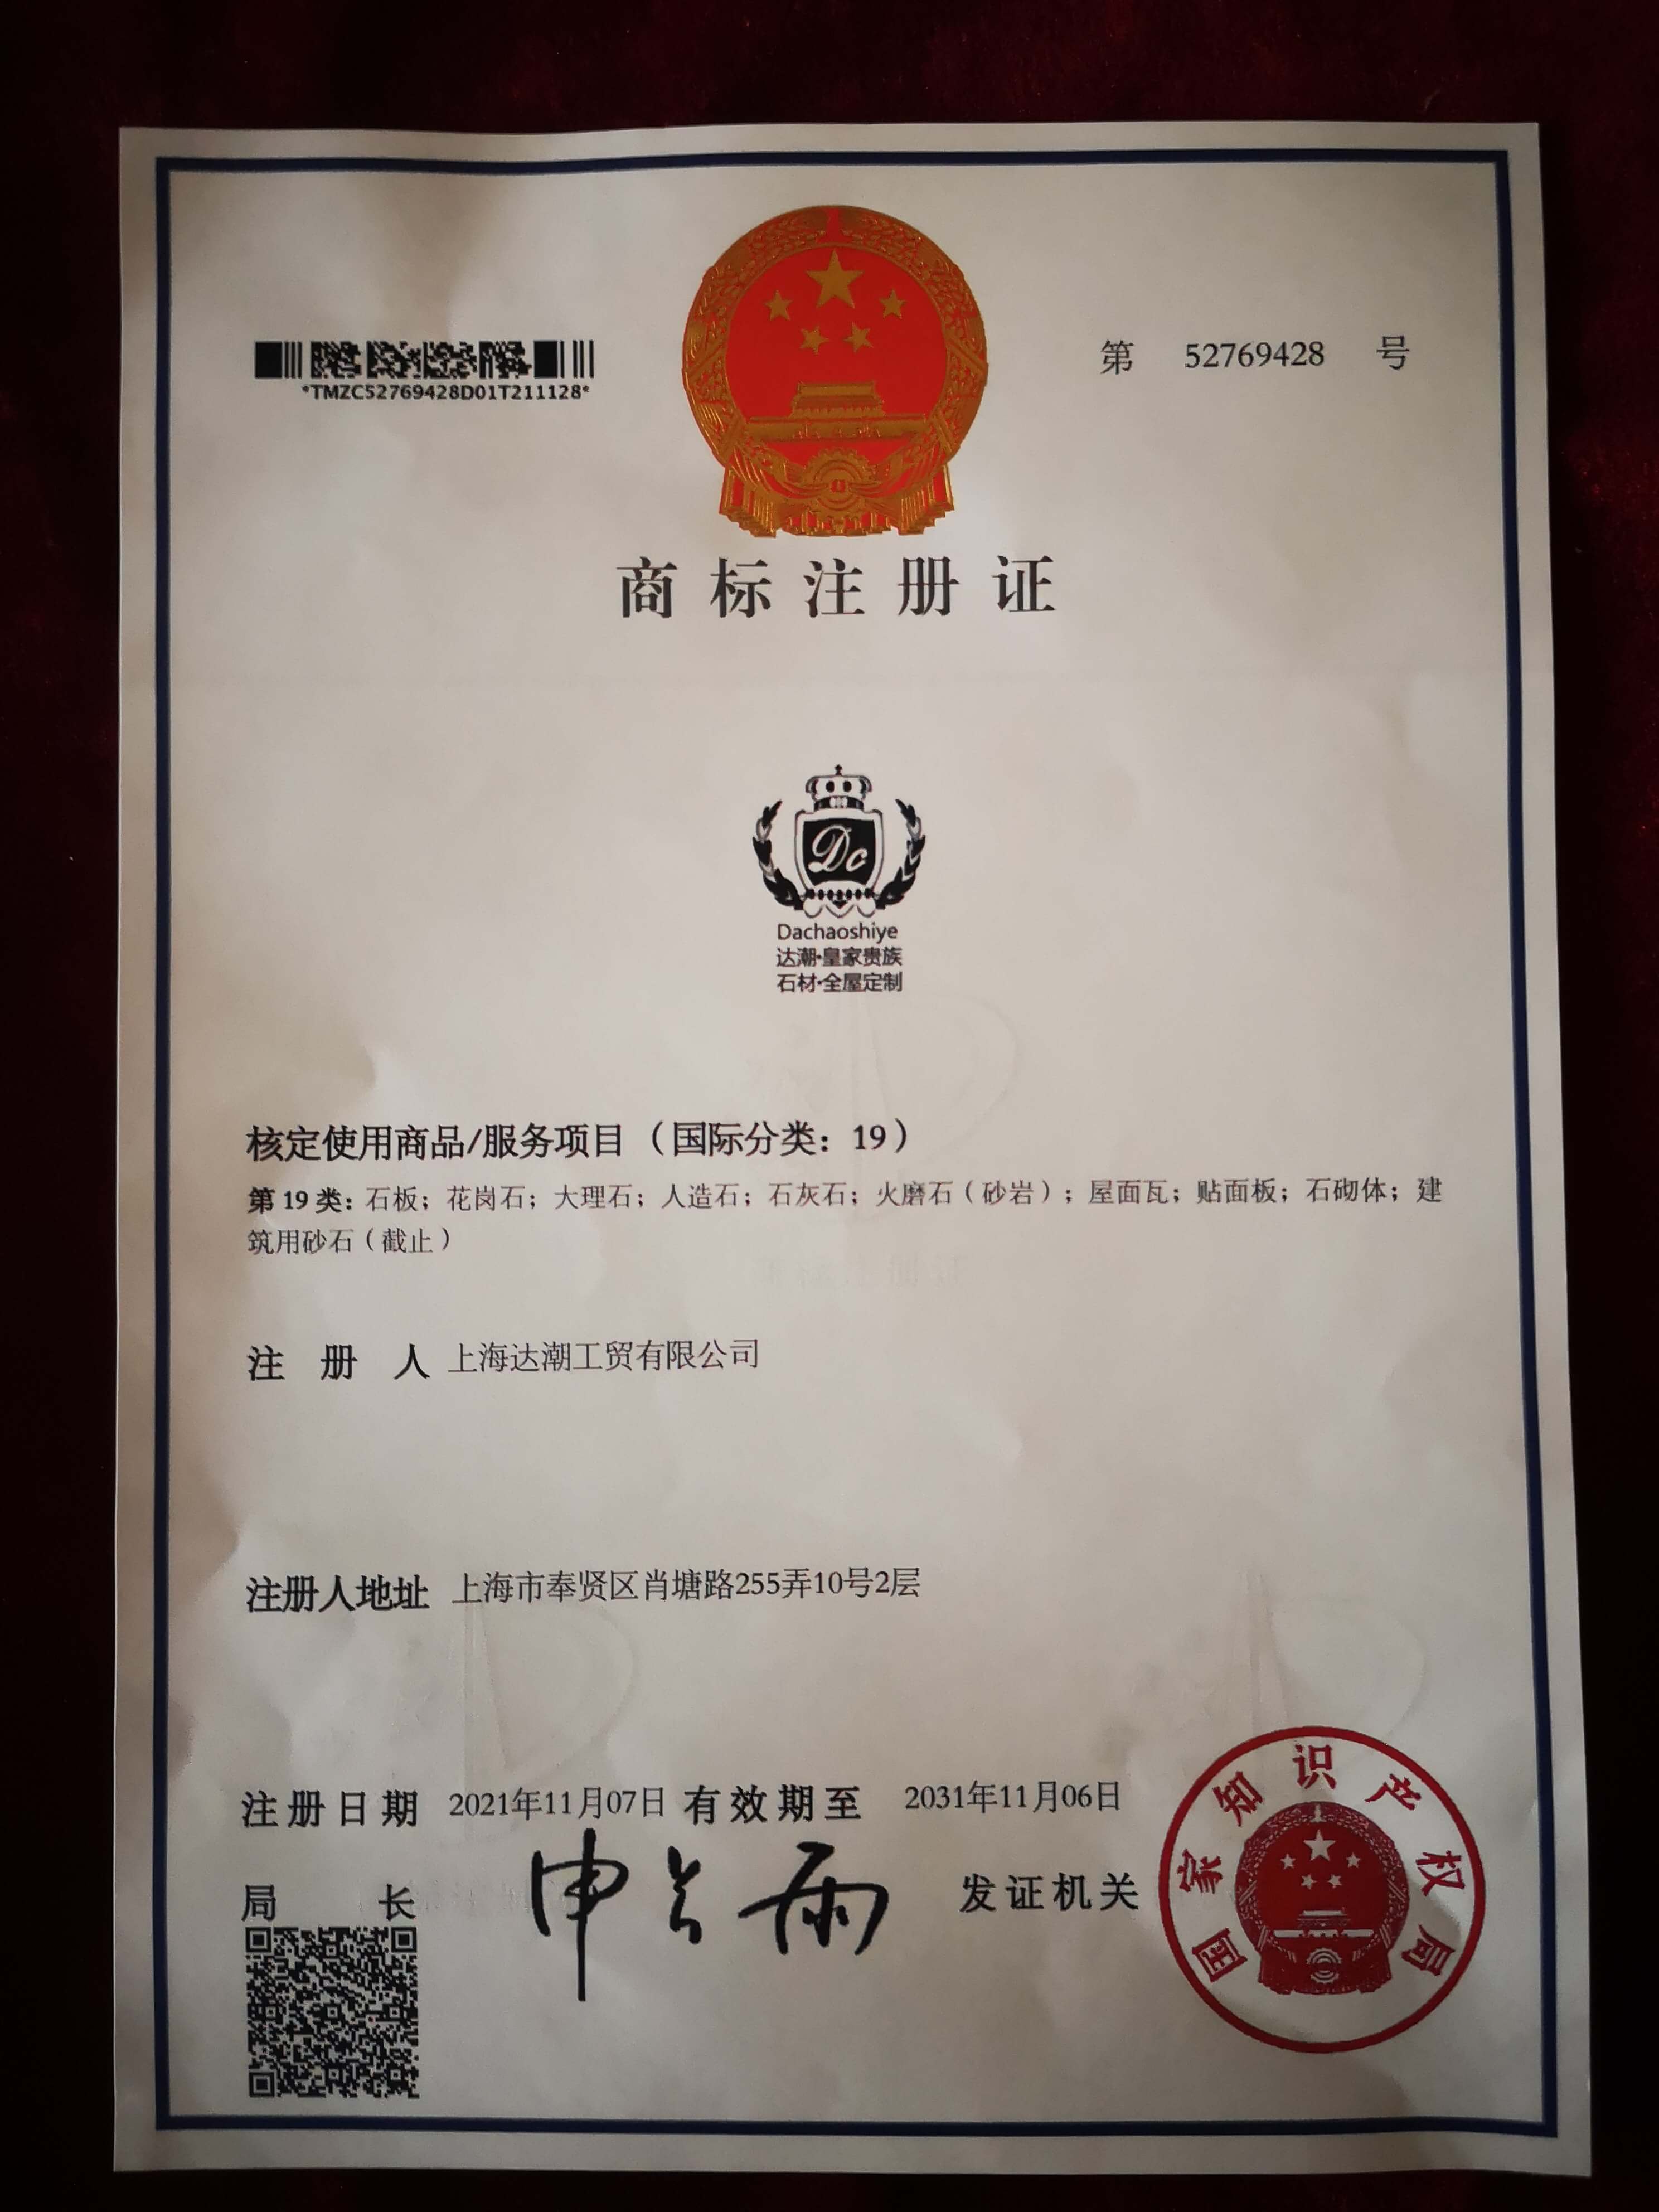 *TMZC52769428D01T211128*
第 52769428 号
商标注册证
Dc
Dachaoshiye
达潮·皇家贵族
石材·全屋定制
核定使用商品/服务项目（国际分类：19）
第19类：石板；花岗石；大理石；人造石；石灰石；火磨石（砂岩）；屋面瓦；贴面板；石砌体；建
筑用砂石（截止）
注册人 上海达潮工贸有限公司
注册人地址 上海市奉贤区肖塘路255弄10号2层
注册日期 2021年11月07日 有效期至 2031年11月06日
局长 申长雨 发证机关
国家知识产权局